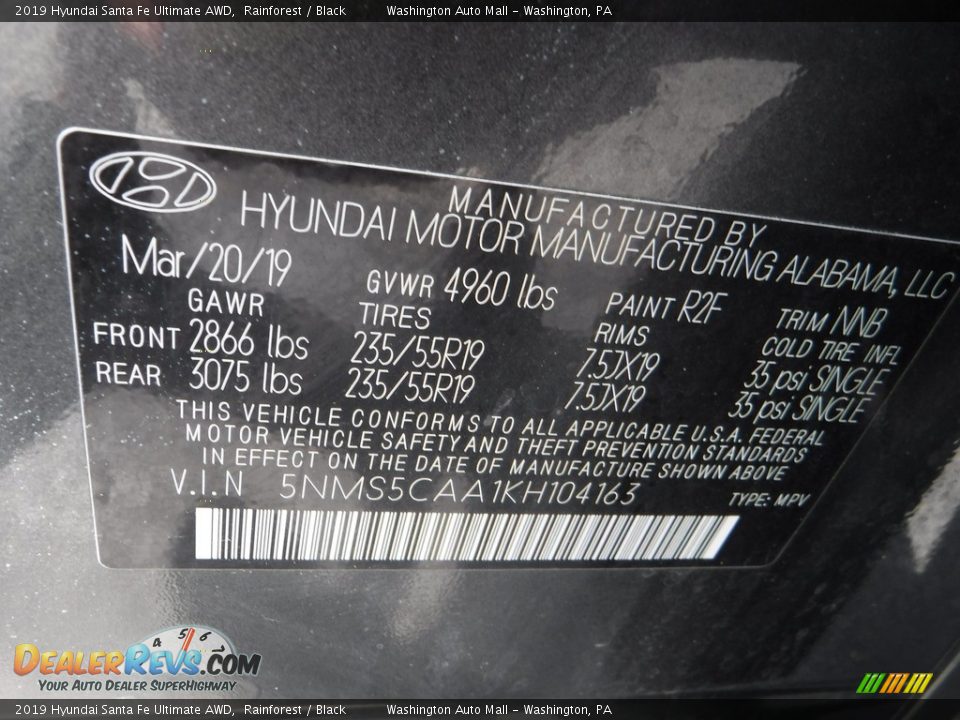 2019 Hyundai Santa Fe Ultimate AWD, Rainforest / Black Washington Auto Mall - Washington, PA
MANUFACTURED BY
HYUNDAI MOTOR MANUFACTURING ALABAMA, LLC
Mar/20/19 GVWR 4960 lbs PAINT R2F TRIM NNB
GAWR TIRES RIMS COLD TIRE INFL
FRONT 2866 lbs 235/55R19 7.5JX19 35 psi SINGLE
REAR 3075 lbs 235/55R19 7.5JX19 35 psi SINGLE
THIS VEHICLE CONFORMS TO ALL APPLICABLE U.S.A. FEDERAL
MOTOR VEHICLE SAFETY AND THEFT PREVENTION STANDARDS
IN EFFECT ON THE DATE OF MANUFACTURE SHOWN ABOVE
V.I.N 5NMS5CAA1KH104163 TYPE: MPV
4 5 6
DealerRevs.com
Your Auto Dealer SuperHighway
2019 Hyundai Santa Fe Ultimate AWD, Rainforest / Black Washington Auto Mall - Washington, PA